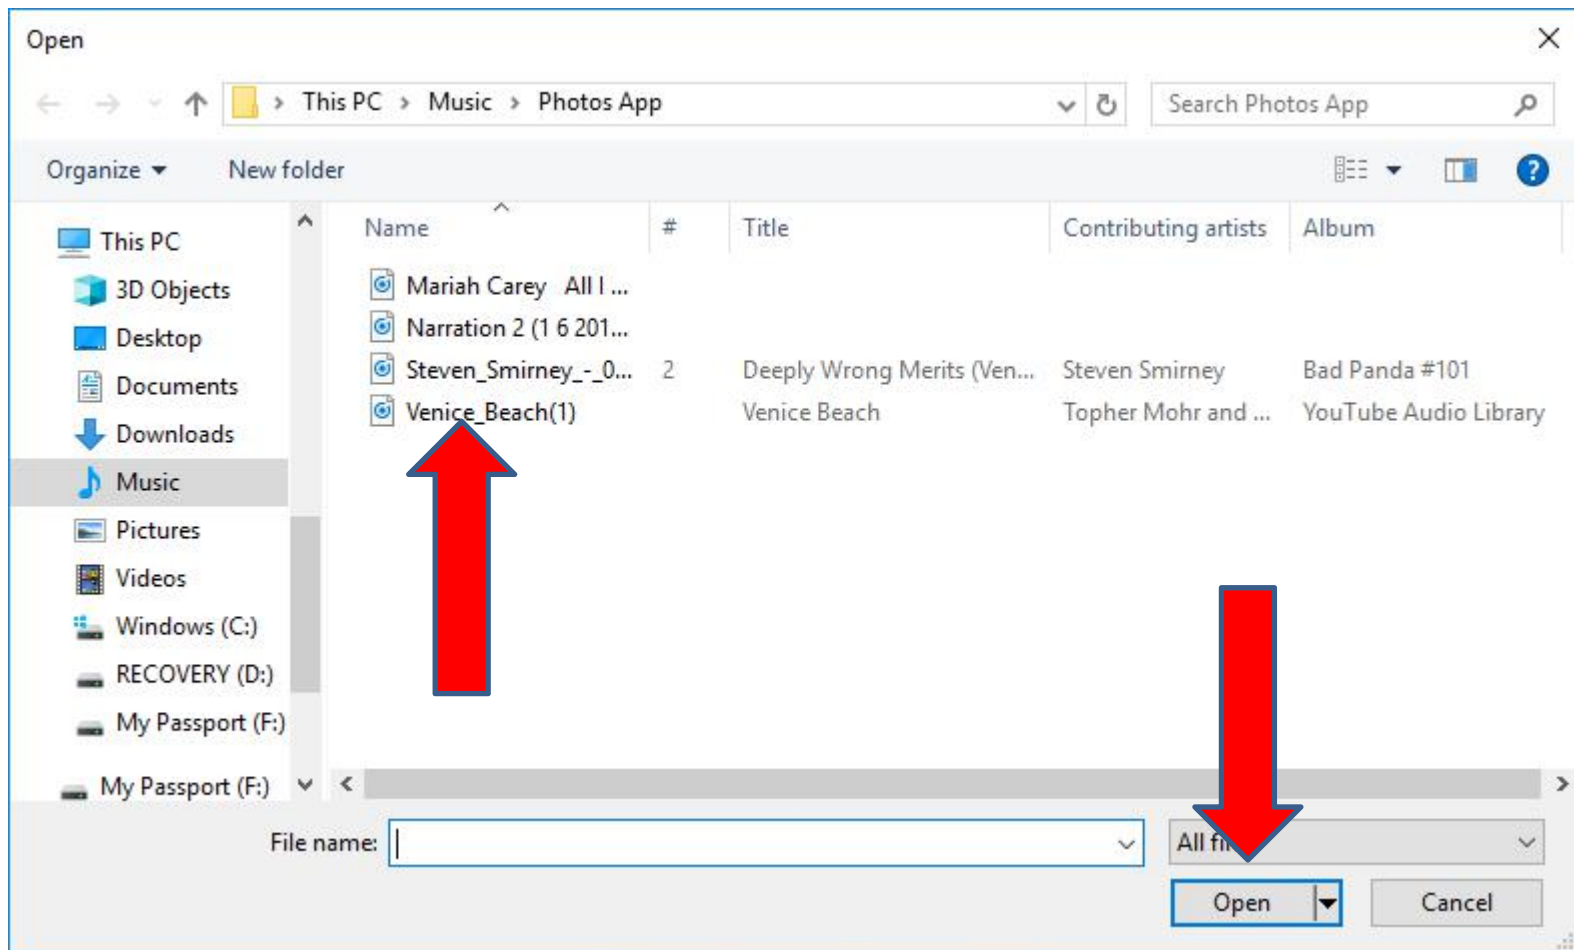 Open
This PC > Music > Photos App
Search Photos App
Organize
New folder
?
This PC
3D Objects
Desktop
Documents
Downloads
Music
Pictures
Videos
Windows (C:)
RECOVERY (D:)
My Passport (F:)
My Passport (F:)
Name # Title Contributing artists Album
Mariah Carey All I ...
Narration 2 (1 6 201...
Steven_Smirney_-_0... 2 Deeply Wrong Merits (Ven... Steven Smirney Bad Panda #101
Venice_Beach(1) Venice Beach Topher Mohr and ... YouTube Audio Library
File name:
All
Open
Cancel